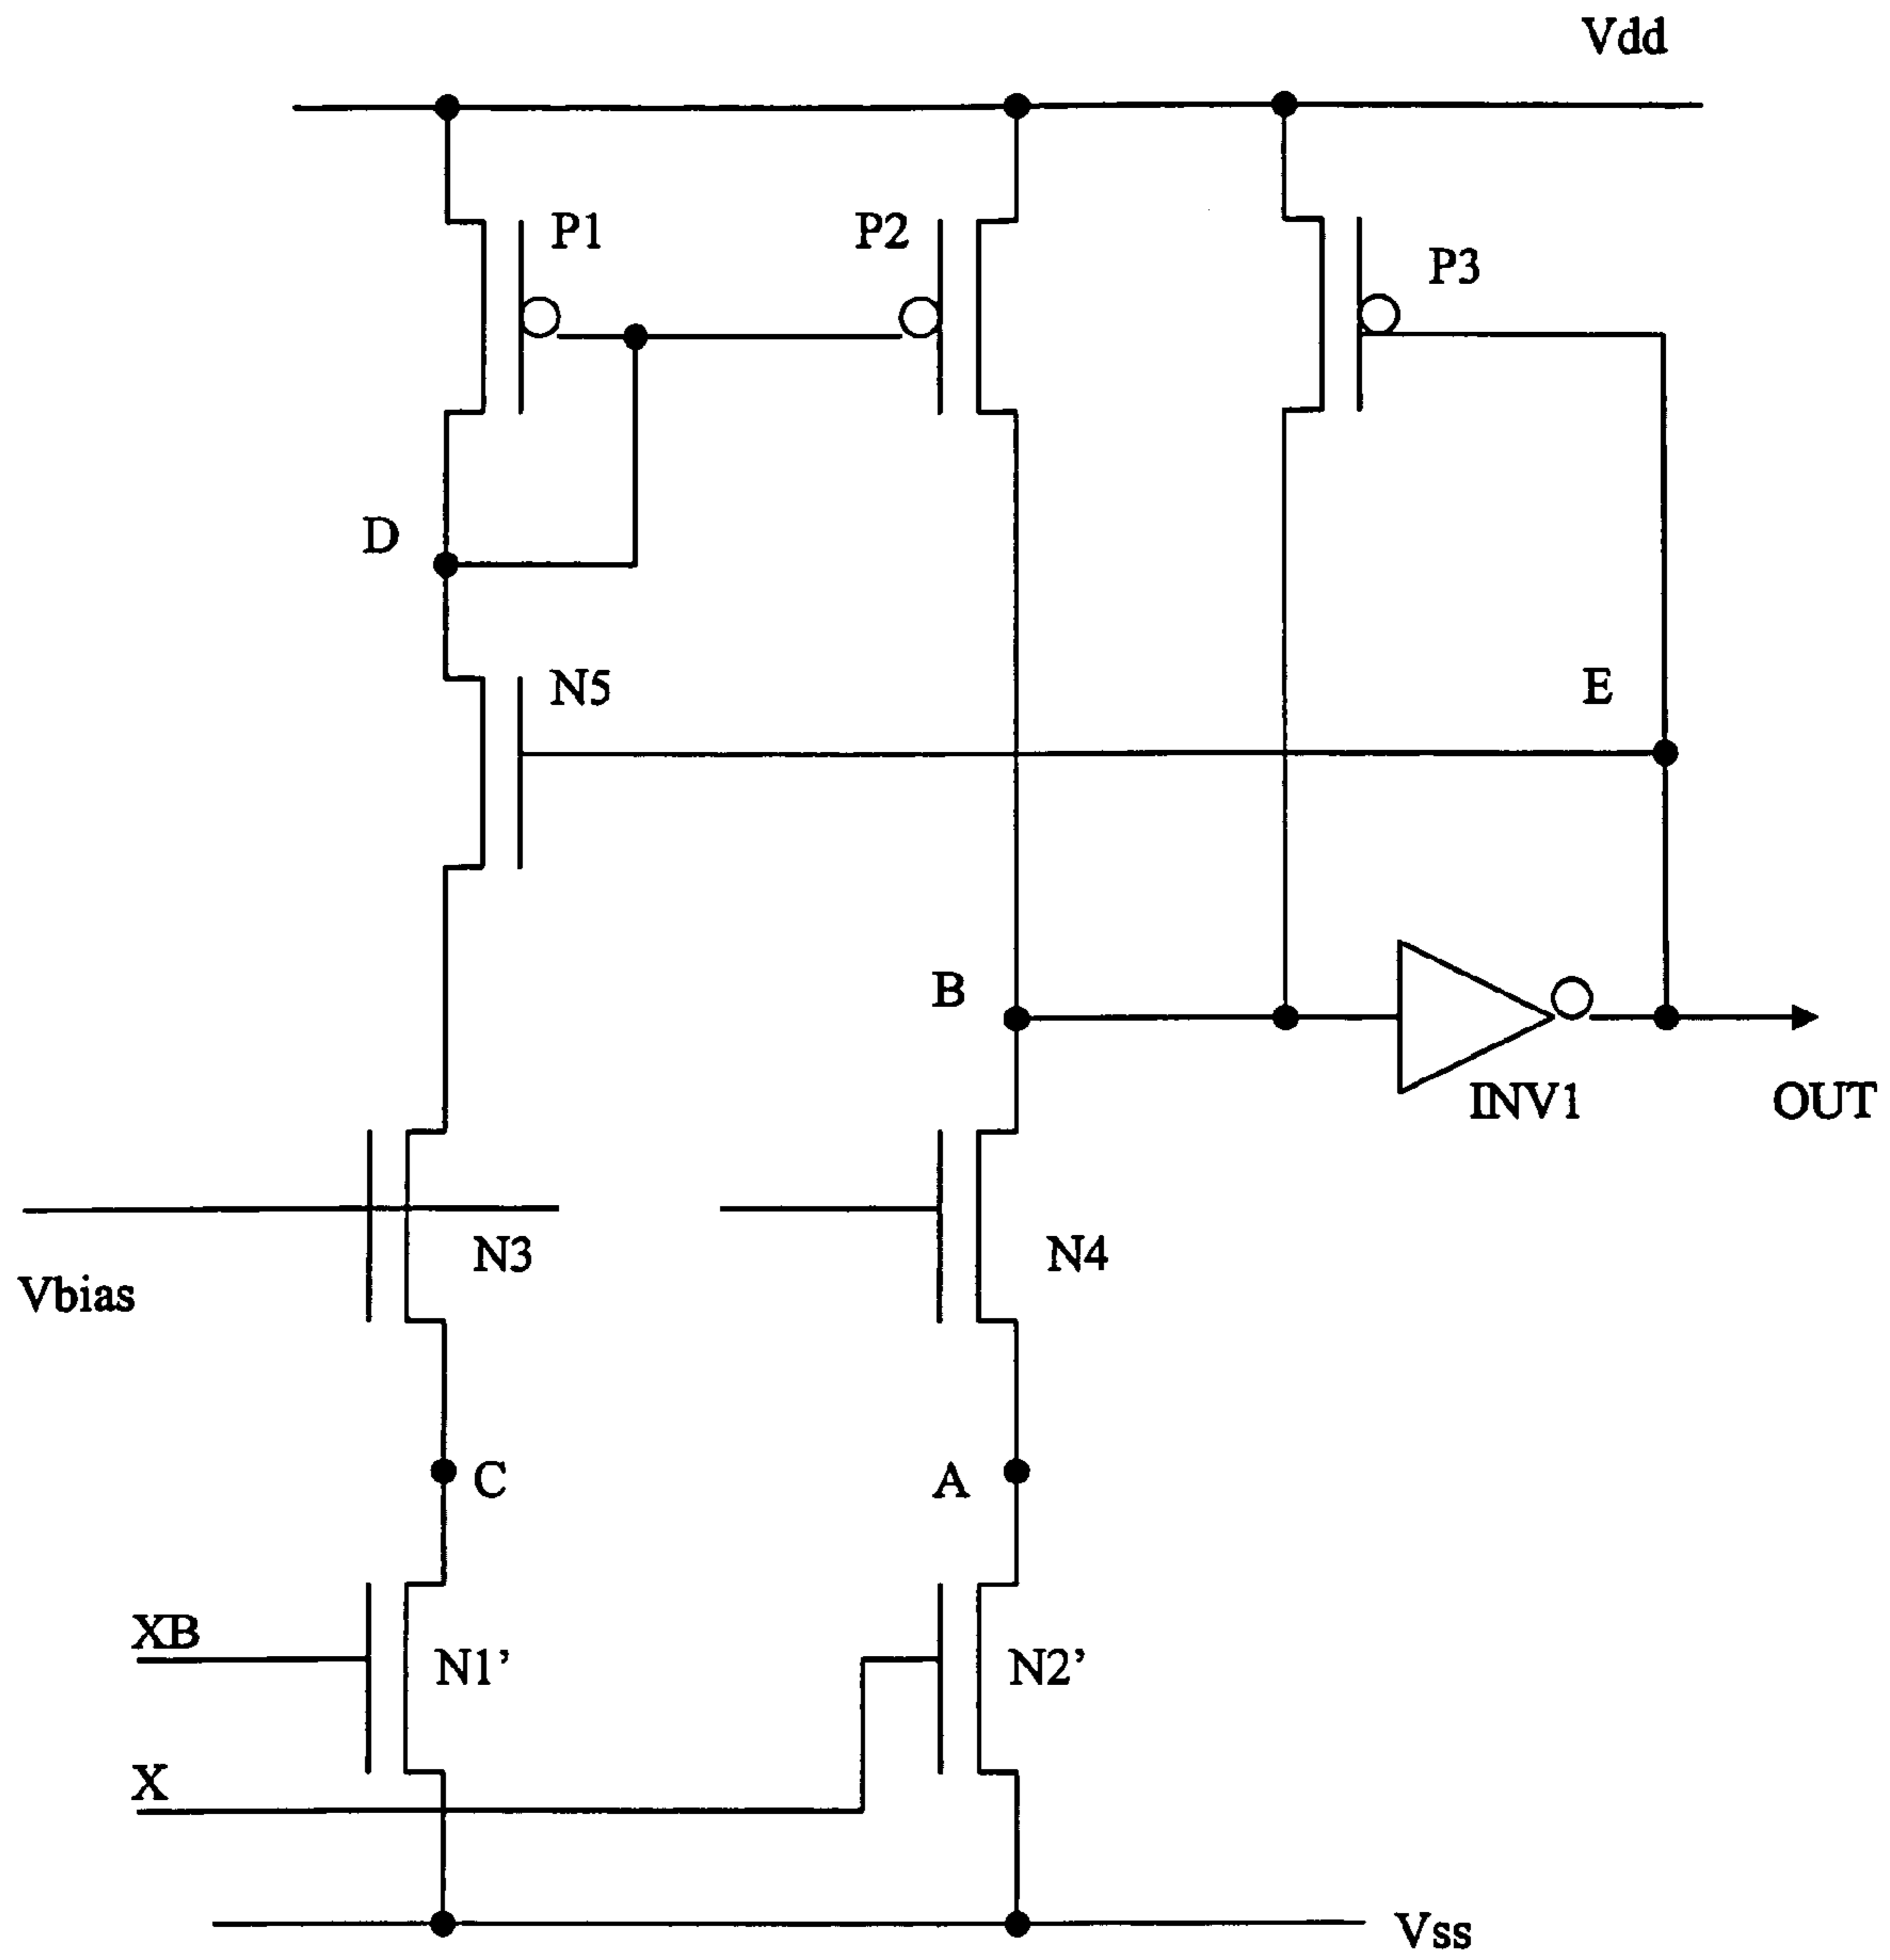 Vdd
P1
P2
P3
D
N5
E
B
INV1
OUT
N3
N4
Vbias
C
A
XB
N1’
N2’
X
Vss